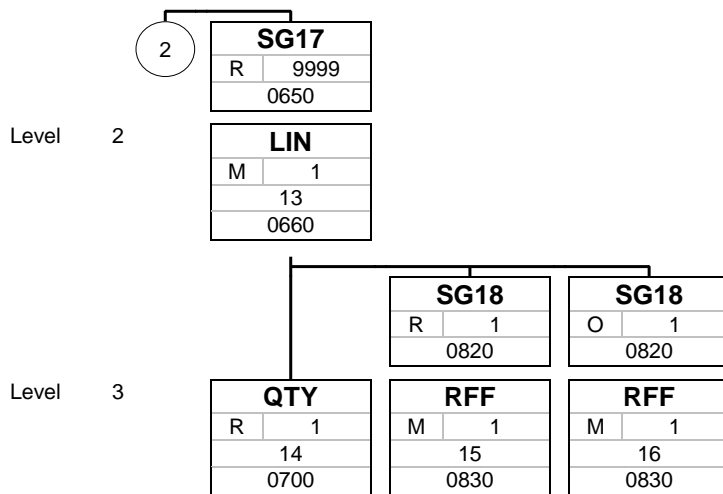 2
SG17
R 9999
0650
Level 2
LIN
M 1
13
0660
SG18 SG18
R 1 O 1
0820 0820
Level 3
QTY RFF RFF
R 1 M 1 M 1
14 15 16
0700 0830 0830